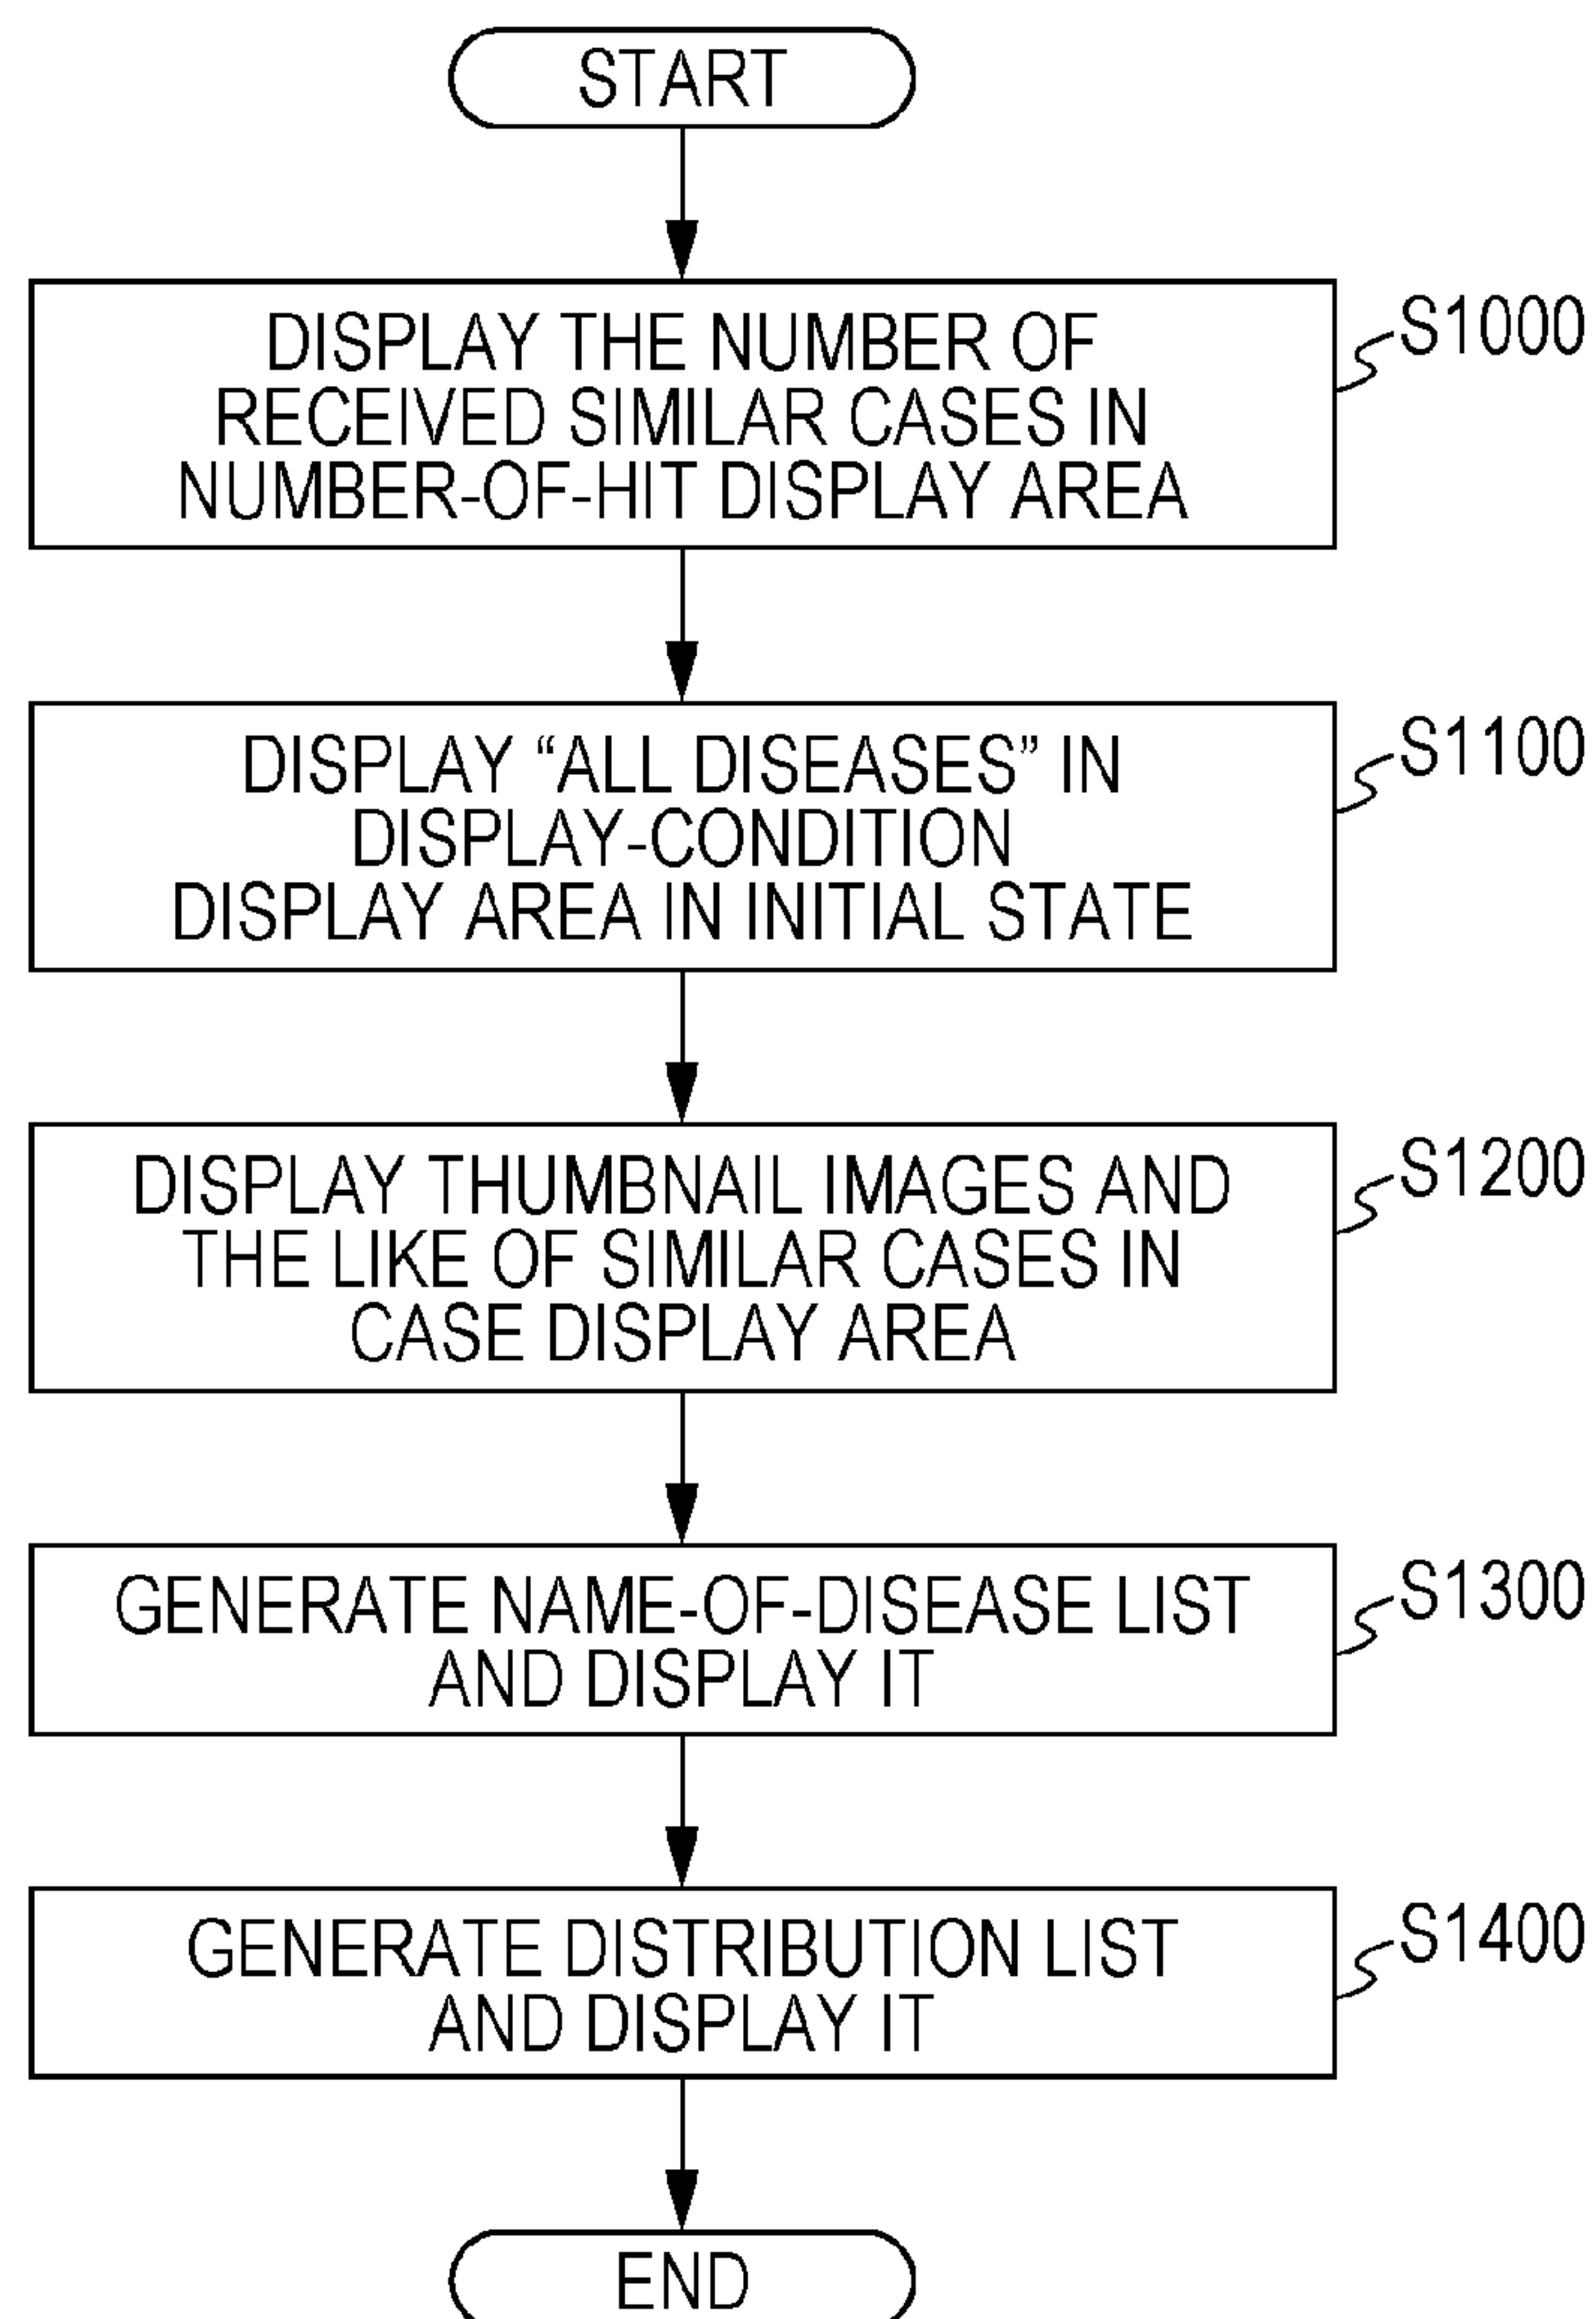 START
DISPLAY THE NUMBER OF
RECEIVED SIMILAR CASES IN
NUMBER-OF-HIT DISPLAY AREA
S1000
DISPLAY “ALL DISEASES” IN
DISPLAY-CONDITION
DISPLAY AREA IN INITIAL STATE
S1100
DISPLAY THUMBNAIL IMAGES AND
THE LIKE OF SIMILAR CASES IN
CASE DISPLAY AREA
S1200
GENERATE NAME-OF-DISEASE LIST
AND DISPLAY IT
S1300
GENERATE DISTRIBUTION LIST
AND DISPLAY IT
S1400
END